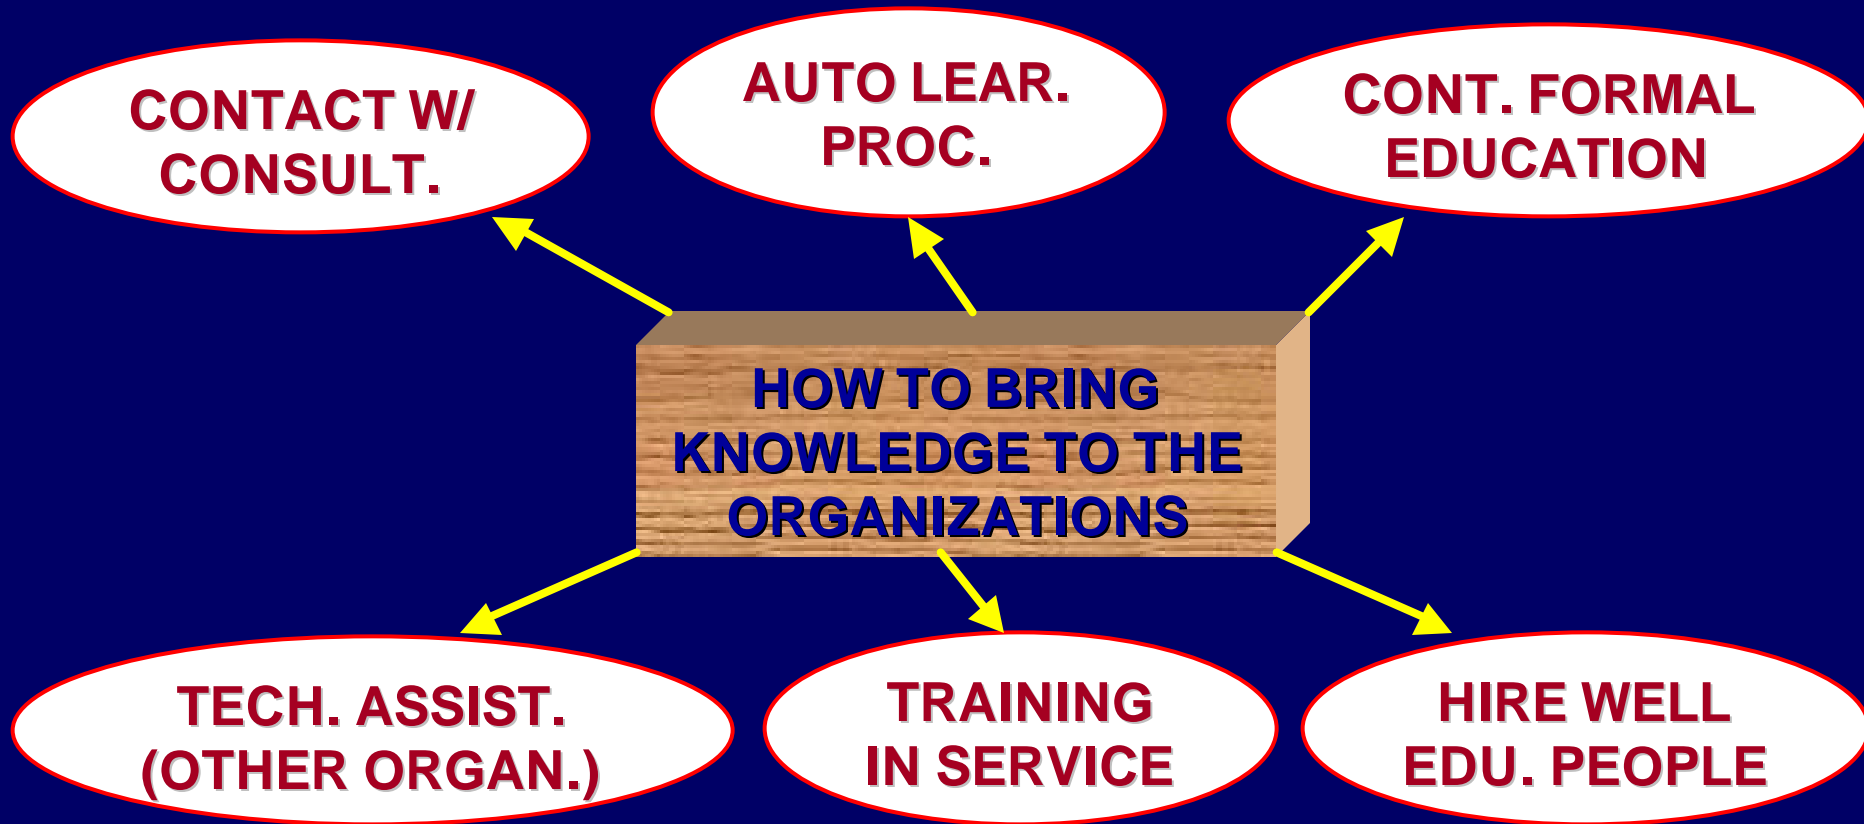 CONTACT W/
CONSULT.
AUTO LEAR.
PROC.
CONT. FORMAL
EDUCATION
HOW TO BRING
KNOWLEDGE TO THE
ORGANIZATIONS
TECH. ASSIST.
(OTHER ORGAN.)
TRAINING
IN SERVICE
HIRE WELL
EDU. PEOPLE